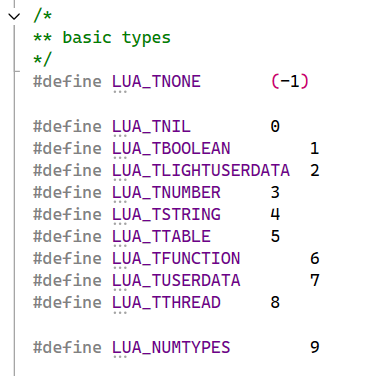 /*
** basic types
*/
#define LUA_TNONE (-1)
#define LUA_TNIL 0
#define LUA_TBOOLEAN 1
#define LUA_TLIGHTUSERDATA 2
#define LUA_TNUMBER 3
#define LUA_TSTRING 4
#define LUA_TTABLE 5
#define LUA_TFUNCTION 6
#define LUA_TUSERDATA 7
#define LUA_TTHREAD 8
#define LUA_NUMTYPES 9